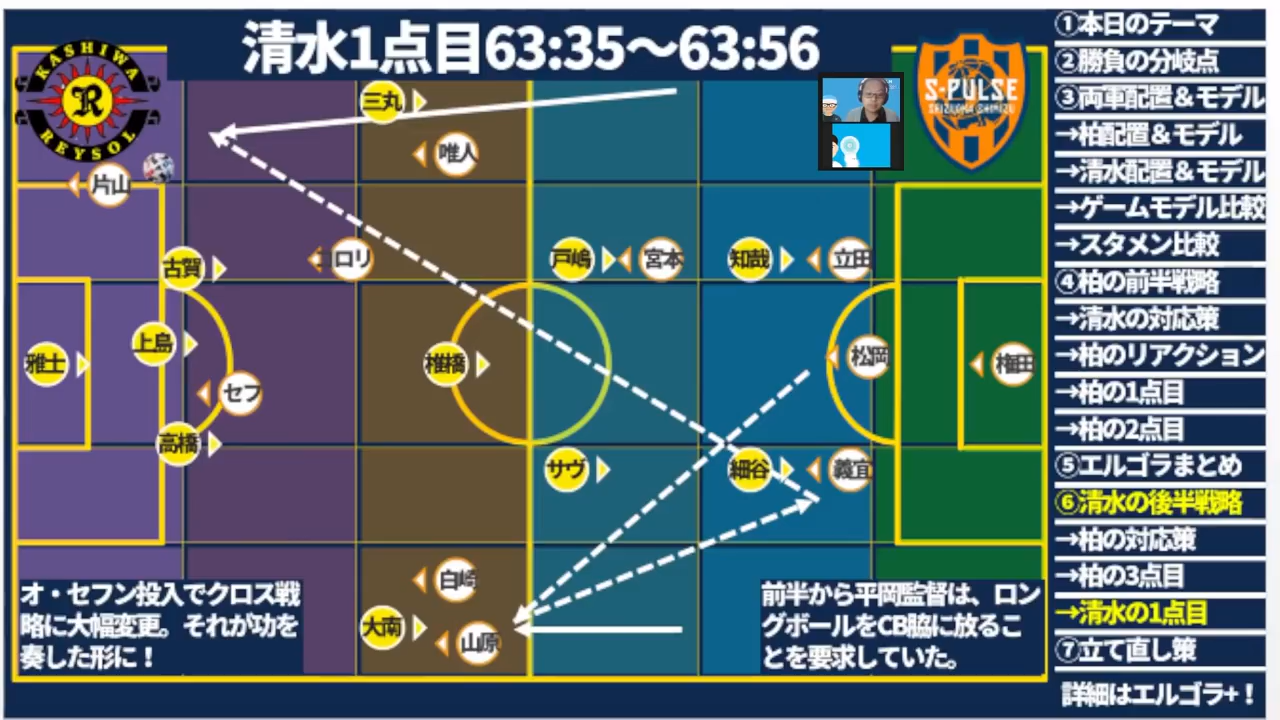 清水1点目63:35～63:56
KASHIWA
R
REYSOL
S-PULSE
SHIZUOKA SHIMIZU
三丸
唯人
片山
古賀
コロリ
戸嶋
宮本
知哉
立田
上島
雅士
椎橋
松岡
権田
セフ
高橋
サヴ
細谷
義宜
白崎
大南
山原
オ・セフン投入でクロス戦
略に大幅変更。それが功を
奏した形に！
前半から平岡監督は、ロン
グボールをCB脇に放るこ
とを要求していた。
①本日のテーマ
②勝負の分岐点
③両軍配置＆モデル
→柏配置＆モデル
→清水配置＆モデル
→ゲームモデル比較
→スタメン比較
④柏の前半戦略
→清水の対応策
→柏のリアクション
→柏の1点目
→柏の2点目
⑤エルゴラまとめ
⑥清水の後半戦略
→柏の対応策
→柏の3点目
→清水の1点目
⑦立て直し策
詳細はエルゴラ+！